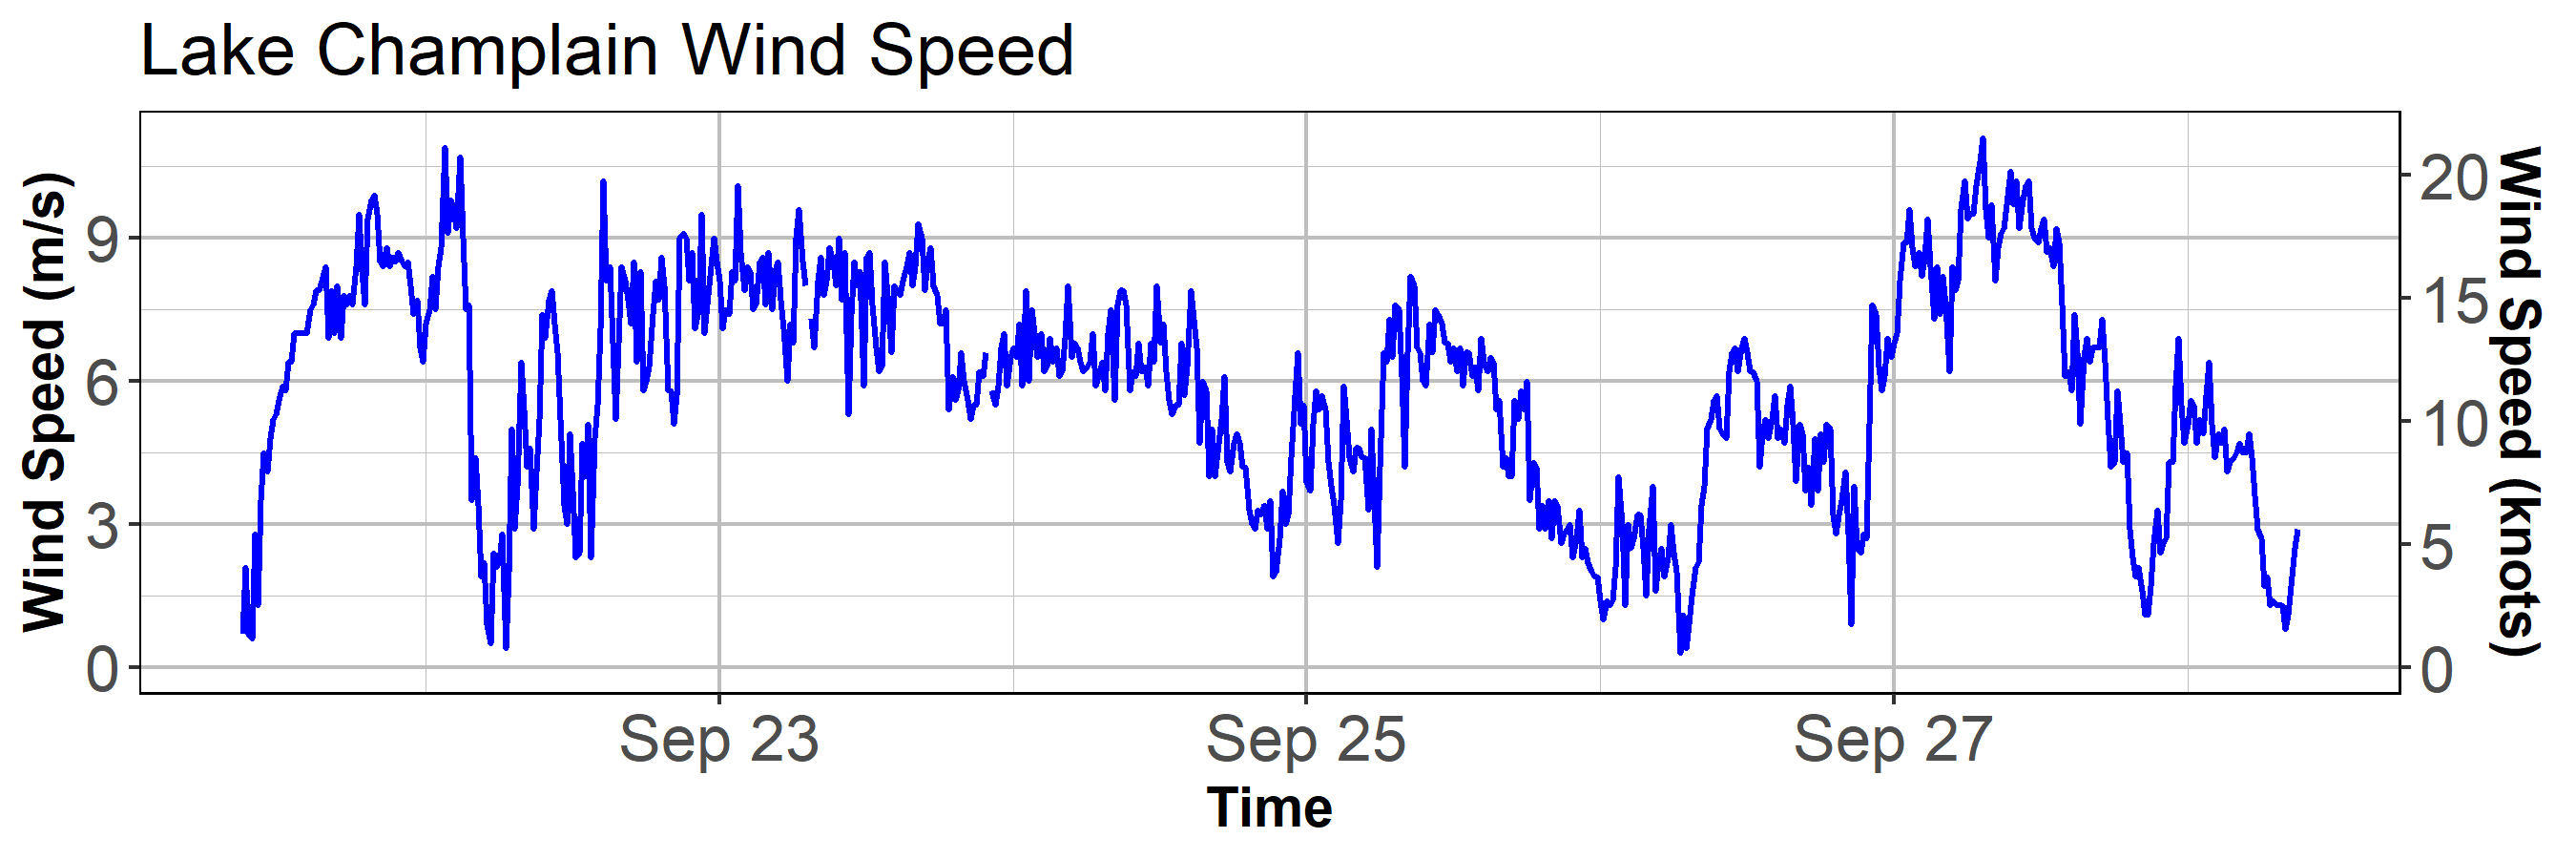 Lake Champlain Wind Speed
Wind Speed (m/s)
9
6
3
0
20
15
10
5
0
Wind Speed (knots)
Sep 23
Sep 25
Sep 27
Time